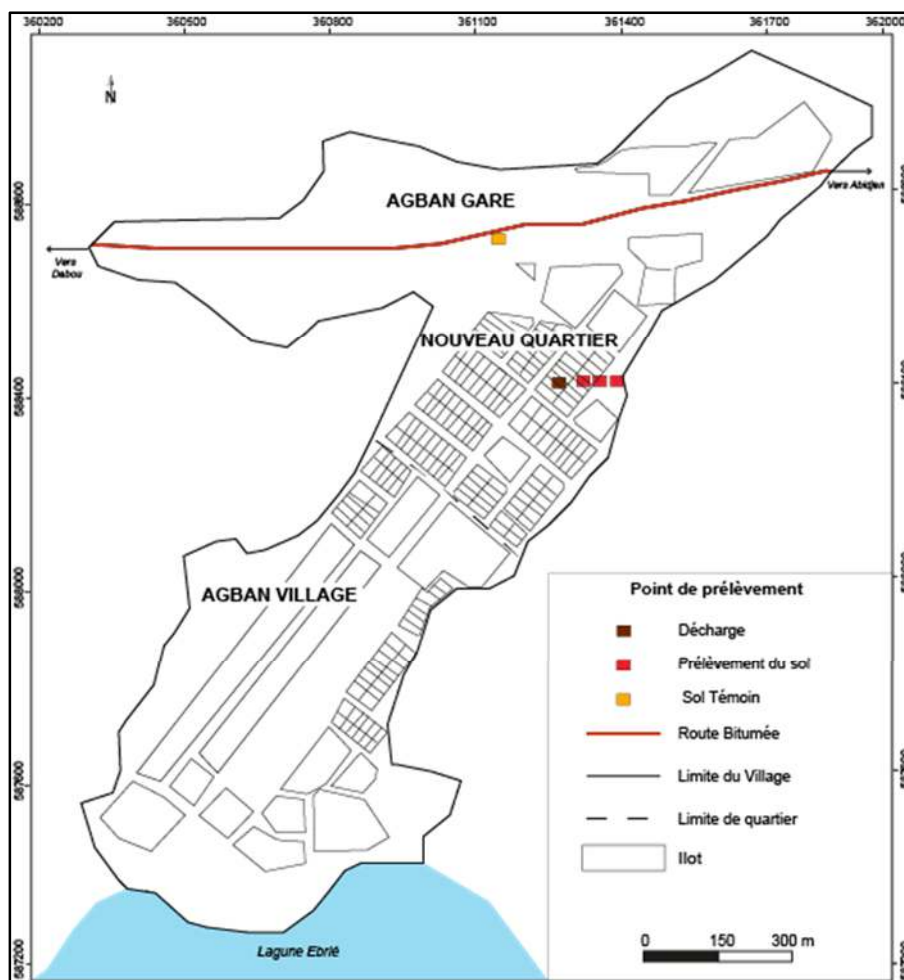 360200 360500 360800 361100 361400 361700 362000
N
588800
AGBAN GARE
Vers Abidjan
Vers
Dabou
NOUVEAU QUARTIER
588400
588000
AGBAN VILLAGE
587600
587200
Lagune Ebrié
Point de prélèvement
Décharge
Prélèvement du sol
Sol Témoin
Route Bitumée
Limite du Village
Limite de quartier
Ilot
0 150 300 m